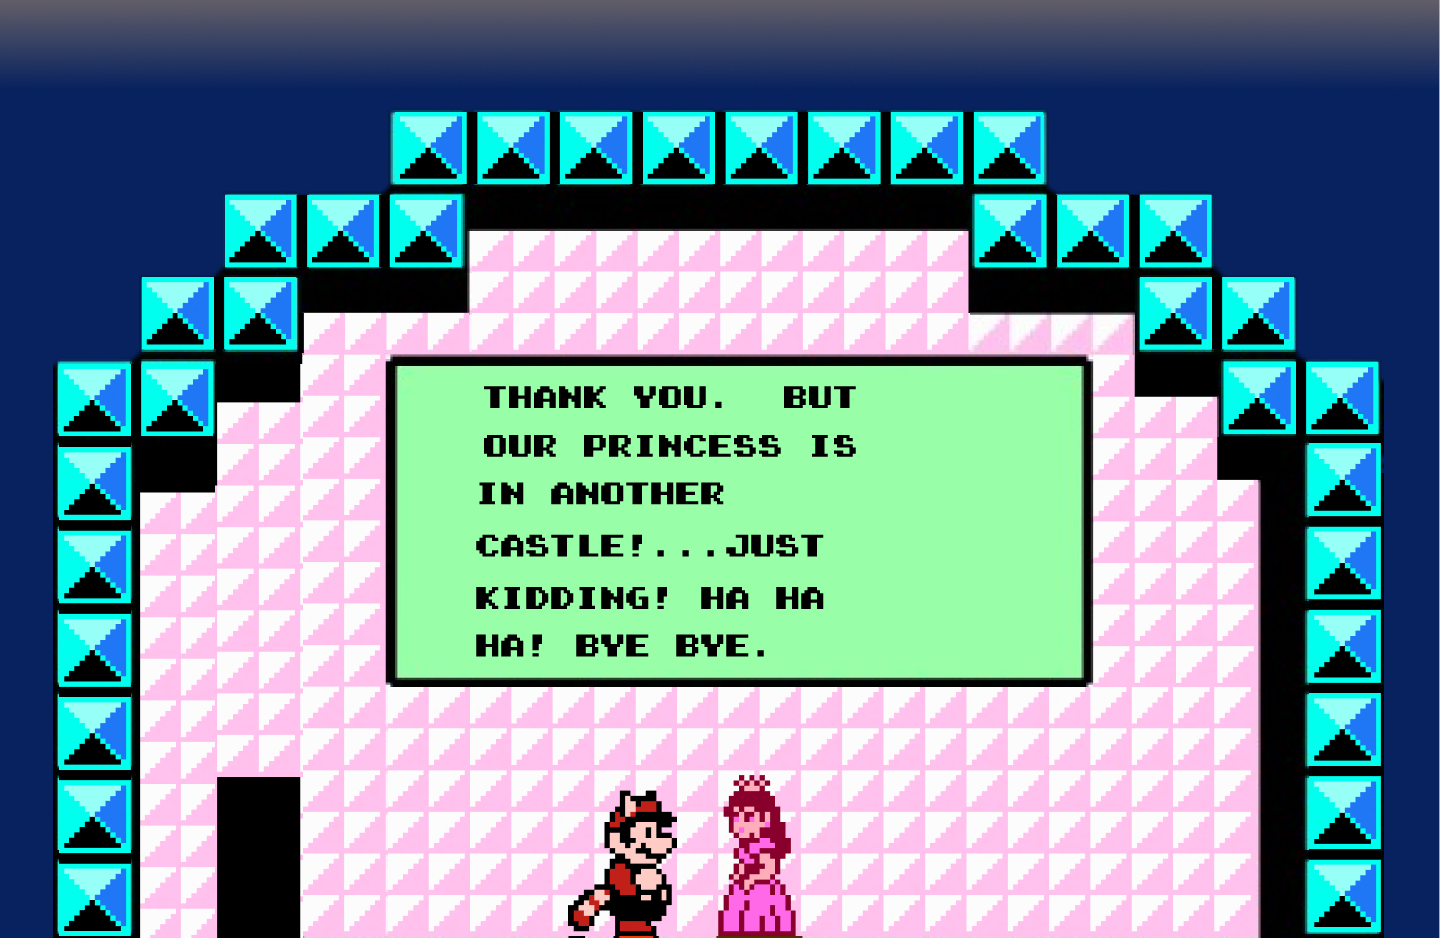 THANK YOU.  BUT
OUR PRINCESS IS
IN ANOTHER
CASTLE!...JUST
KIDDING! HA HA
HA! BYE BYE.